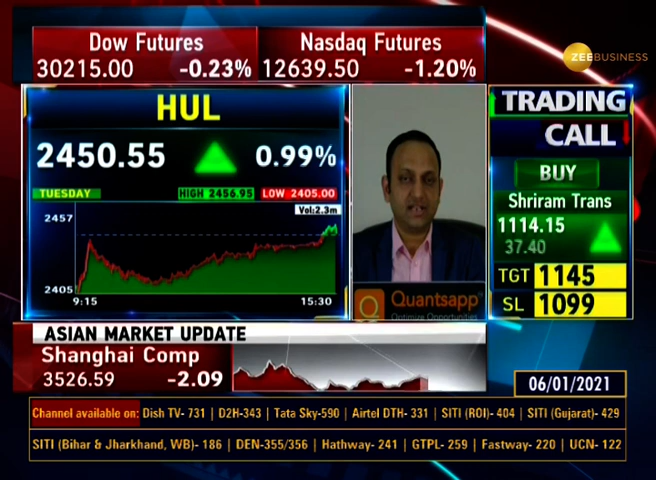 Dow Futures
30215.00 -0.23%
Nasdaq Futures
12639.50 -1.20%
ZEE BUSINESS
HUL
2450.55 0.99%
TUESDAY HIGH 2456.95 LOW 2405.00
Vol:2.3m
2457
2405
9:15 15:30
Quantsapp
Optimize Opportunities
TRADING
CALL
BUY
Shriram Trans
1114.15
37.40
TGT 1145
SL 1099
ASIAN MARKET UPDATE
Shanghai Comp
3526.59 -2.09
06/01/2021
Channel available on: Dish TV- 731 | D2H-343 | Tata Sky-590 | Airtel DTH- 331 | SITI (ROI)- 404 | SITI (Gujarat)- 429
SITI (Bihar & Jharkhand, WB)- 186 | DEN-355/356 | Hathway- 241 | GTPL- 259 | Fastway- 220 | UCN- 122